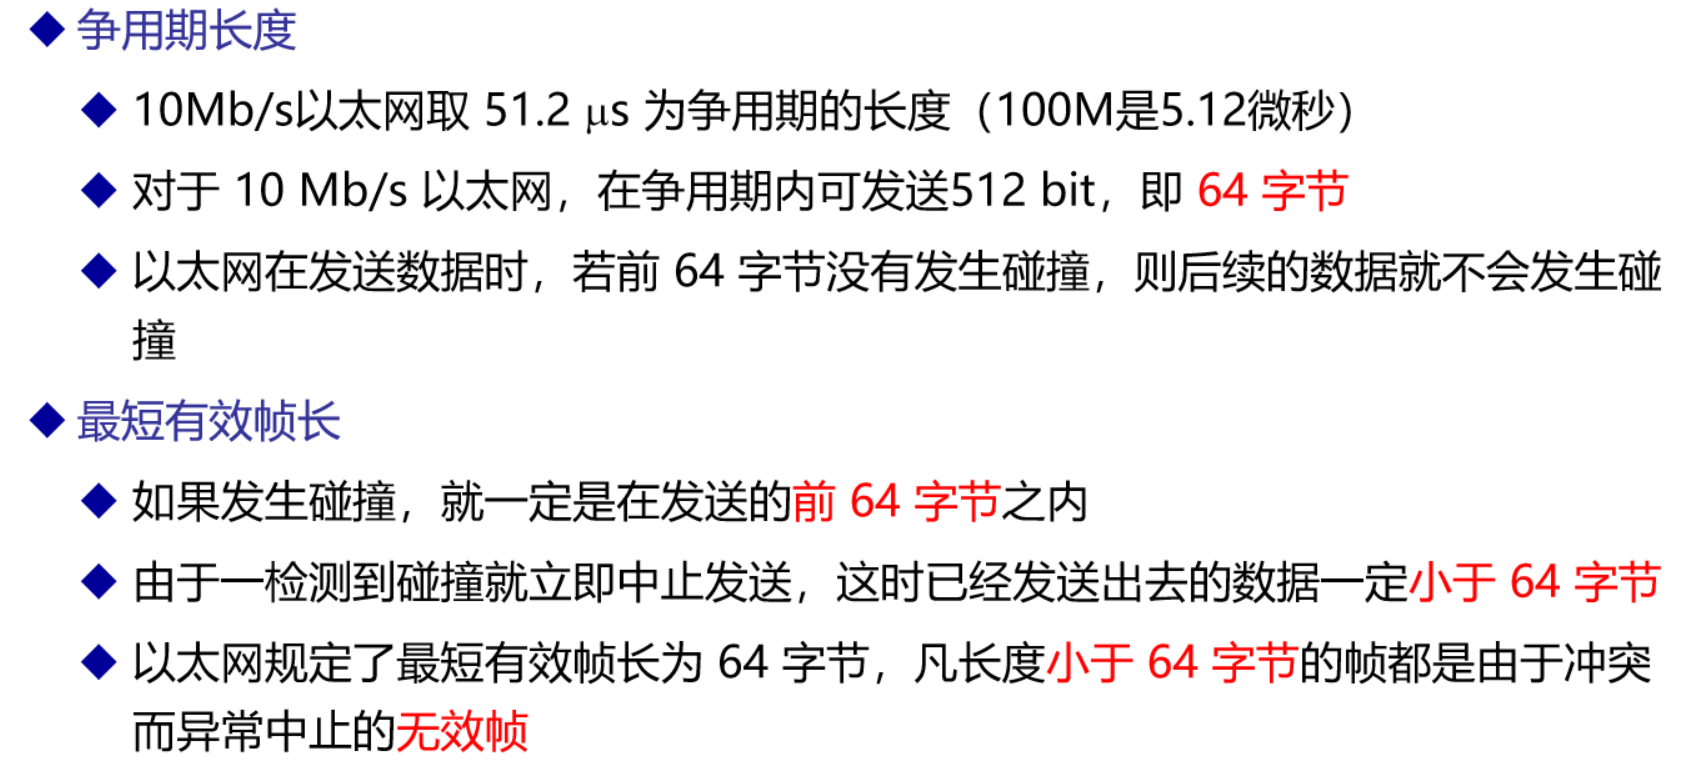 争用期长度
10Mb/s以太网取 51.2 μs 为争用期的长度（100M是5.12微秒）
对于 10 Mb/s 以太网，在争用期内可发送512 bit，即 64 字节
以太网在发送数据时，若前 64 字节没有发生碰撞，则后续的数据就不会发生碰
撞
最短有效帧长
如果发生碰撞，就一定是在发送的前 64 字节之内
由于一检测到碰撞就立即中止发送，这时已经发送出去的数据一定小于 64 字节
以太网规定了最短有效帧长为 64 字节，凡长度小于 64 字节的帧都是由于冲突
而异常中止的无效帧